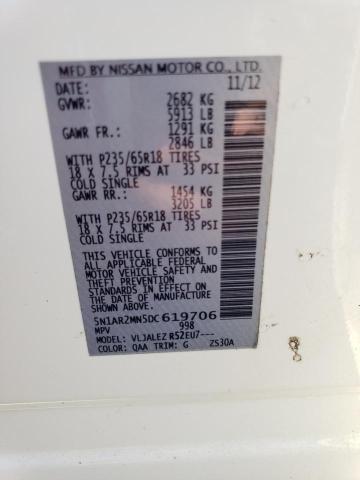 MFD BY NISSAN MOTOR CO., LTD.
DATE: 11/12
GVWR: 2682 KG
5913 LB
GAWR FR.: 1291 KG
2846 LB
WITH P235/65R18 TIRES
18 X 7.5 RIMS AT 33 PSI
COLD SINGLE
GAWR RR.: 1454 KG
3205 LB
WITH P235/65R18 TIRES
18 X 7.5 RIMS AT 33 PSI
COLD SINGLE
THIS VEHICLE CONFORMS TO
ALL APPLICABLE FEDERAL
MOTOR VEHICLE SAFETY
AND THEFT PREVENTION
STANDARDS IN EFFECT ON
THE DATE OF MANUFACTURE
SHOWN ABOVE.
5N1AR2MN5DC619706
MPV 998
MODEL: VLJALEZ R52EU7---
COLOR: QAA TRIM: G ZS30A